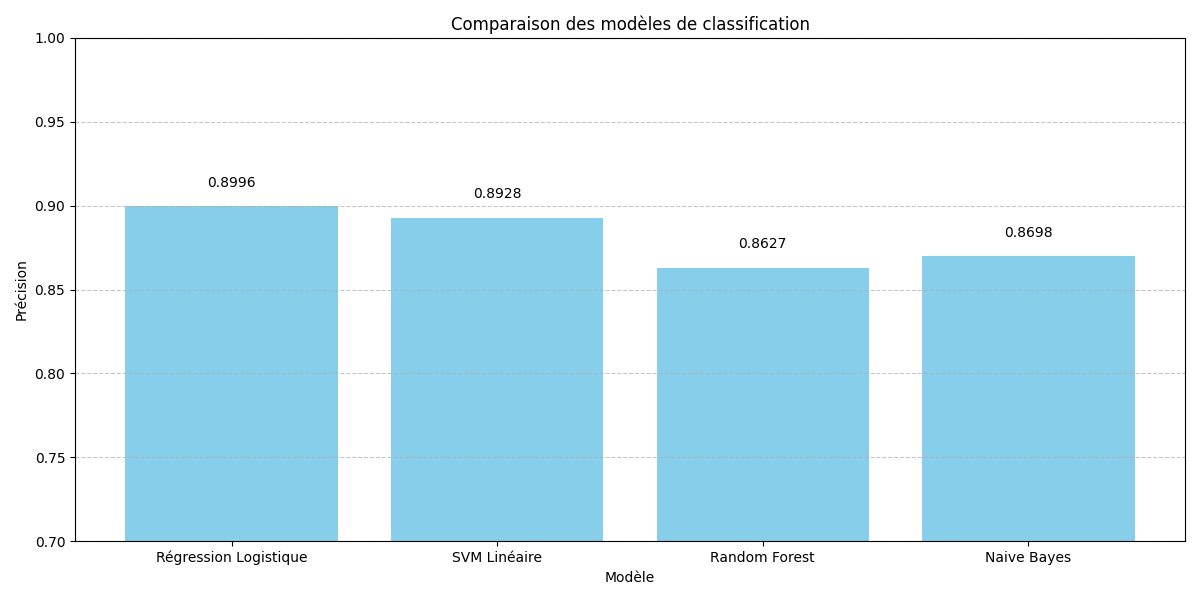 Comparaison des modèles de classification
1.00
0.95
0.90
0.85
0.80
0.75
0.70
Précision
0.8996
0.8928
0.8627
0.8698
Régression Logistique
SVM Linéaire
Random Forest
Naive Bayes
Modèle